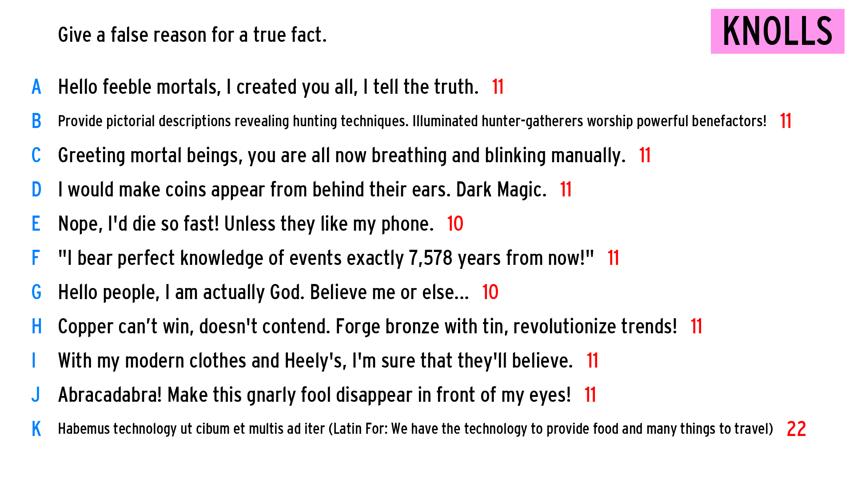 Give a false reason for a true fact.
KNOLLS
A Hello feeble mortals, I created you all, I tell the truth. 11
B Provide pictorial descriptions revealing hunting techniques. Illuminated hunter-gatherers worship powerful benefactors! 11
C Greeting mortal beings, you are all now breathing and blinking manually. 11
D I would make coins appear from behind their ears. Dark Magic. 11
E Nope, I'd die so fast! Unless they like my phone. 10
F "I bear perfect knowledge of events exactly 7,578 years from now!" 11
G Hello people, I am actually God. Believe me or else... 10
H Copper can’t win, doesn't contend. Forge bronze with tin, revolutionize trends! 11
I With my modern clothes and Heely's, I'm sure that they'll believe. 11
J Abracadabra! Make this gnarly fool disappear in front of my eyes! 11
K Habemus technology ut cibum et multis ad iter (Latin For: We have the technology to provide food and many things to travel) 22